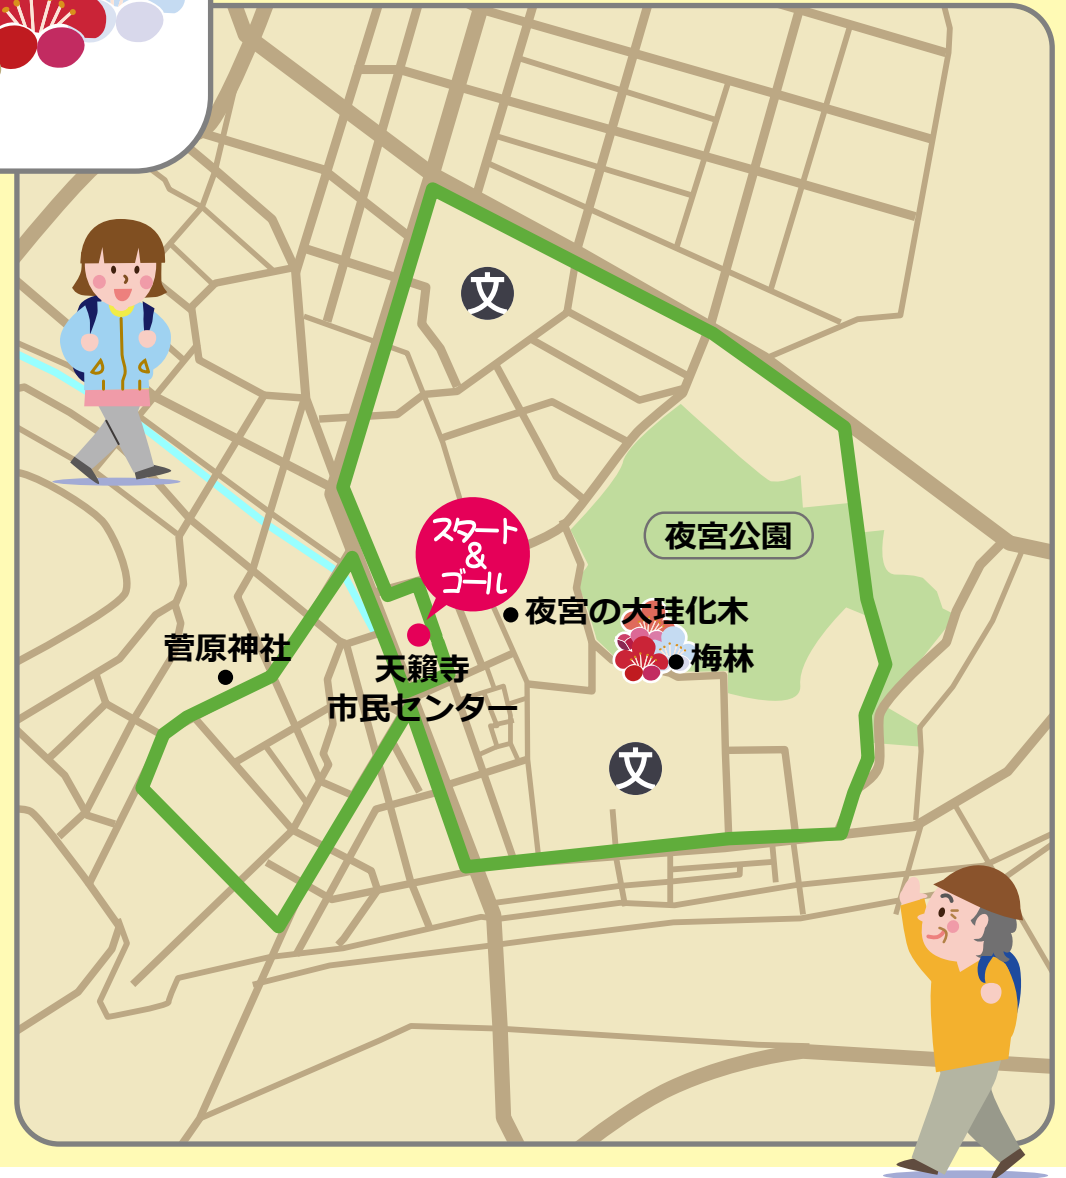 文
スタート
&
ゴール
夜宮公園
夜宮の大珪化木
梅林
菅原神社
天籟寺
市民センター
文